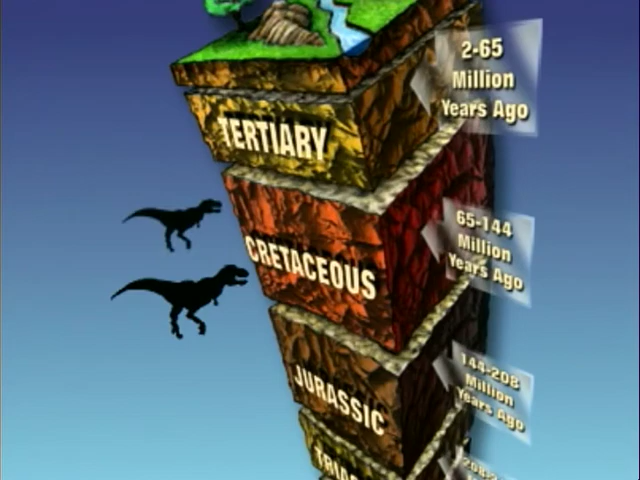 2-65
Million
Years Ago
TERTIARY
65-144
Million
Years Ago
CRETACEOUS
144-208
Million
Years Ago
JURASSIC